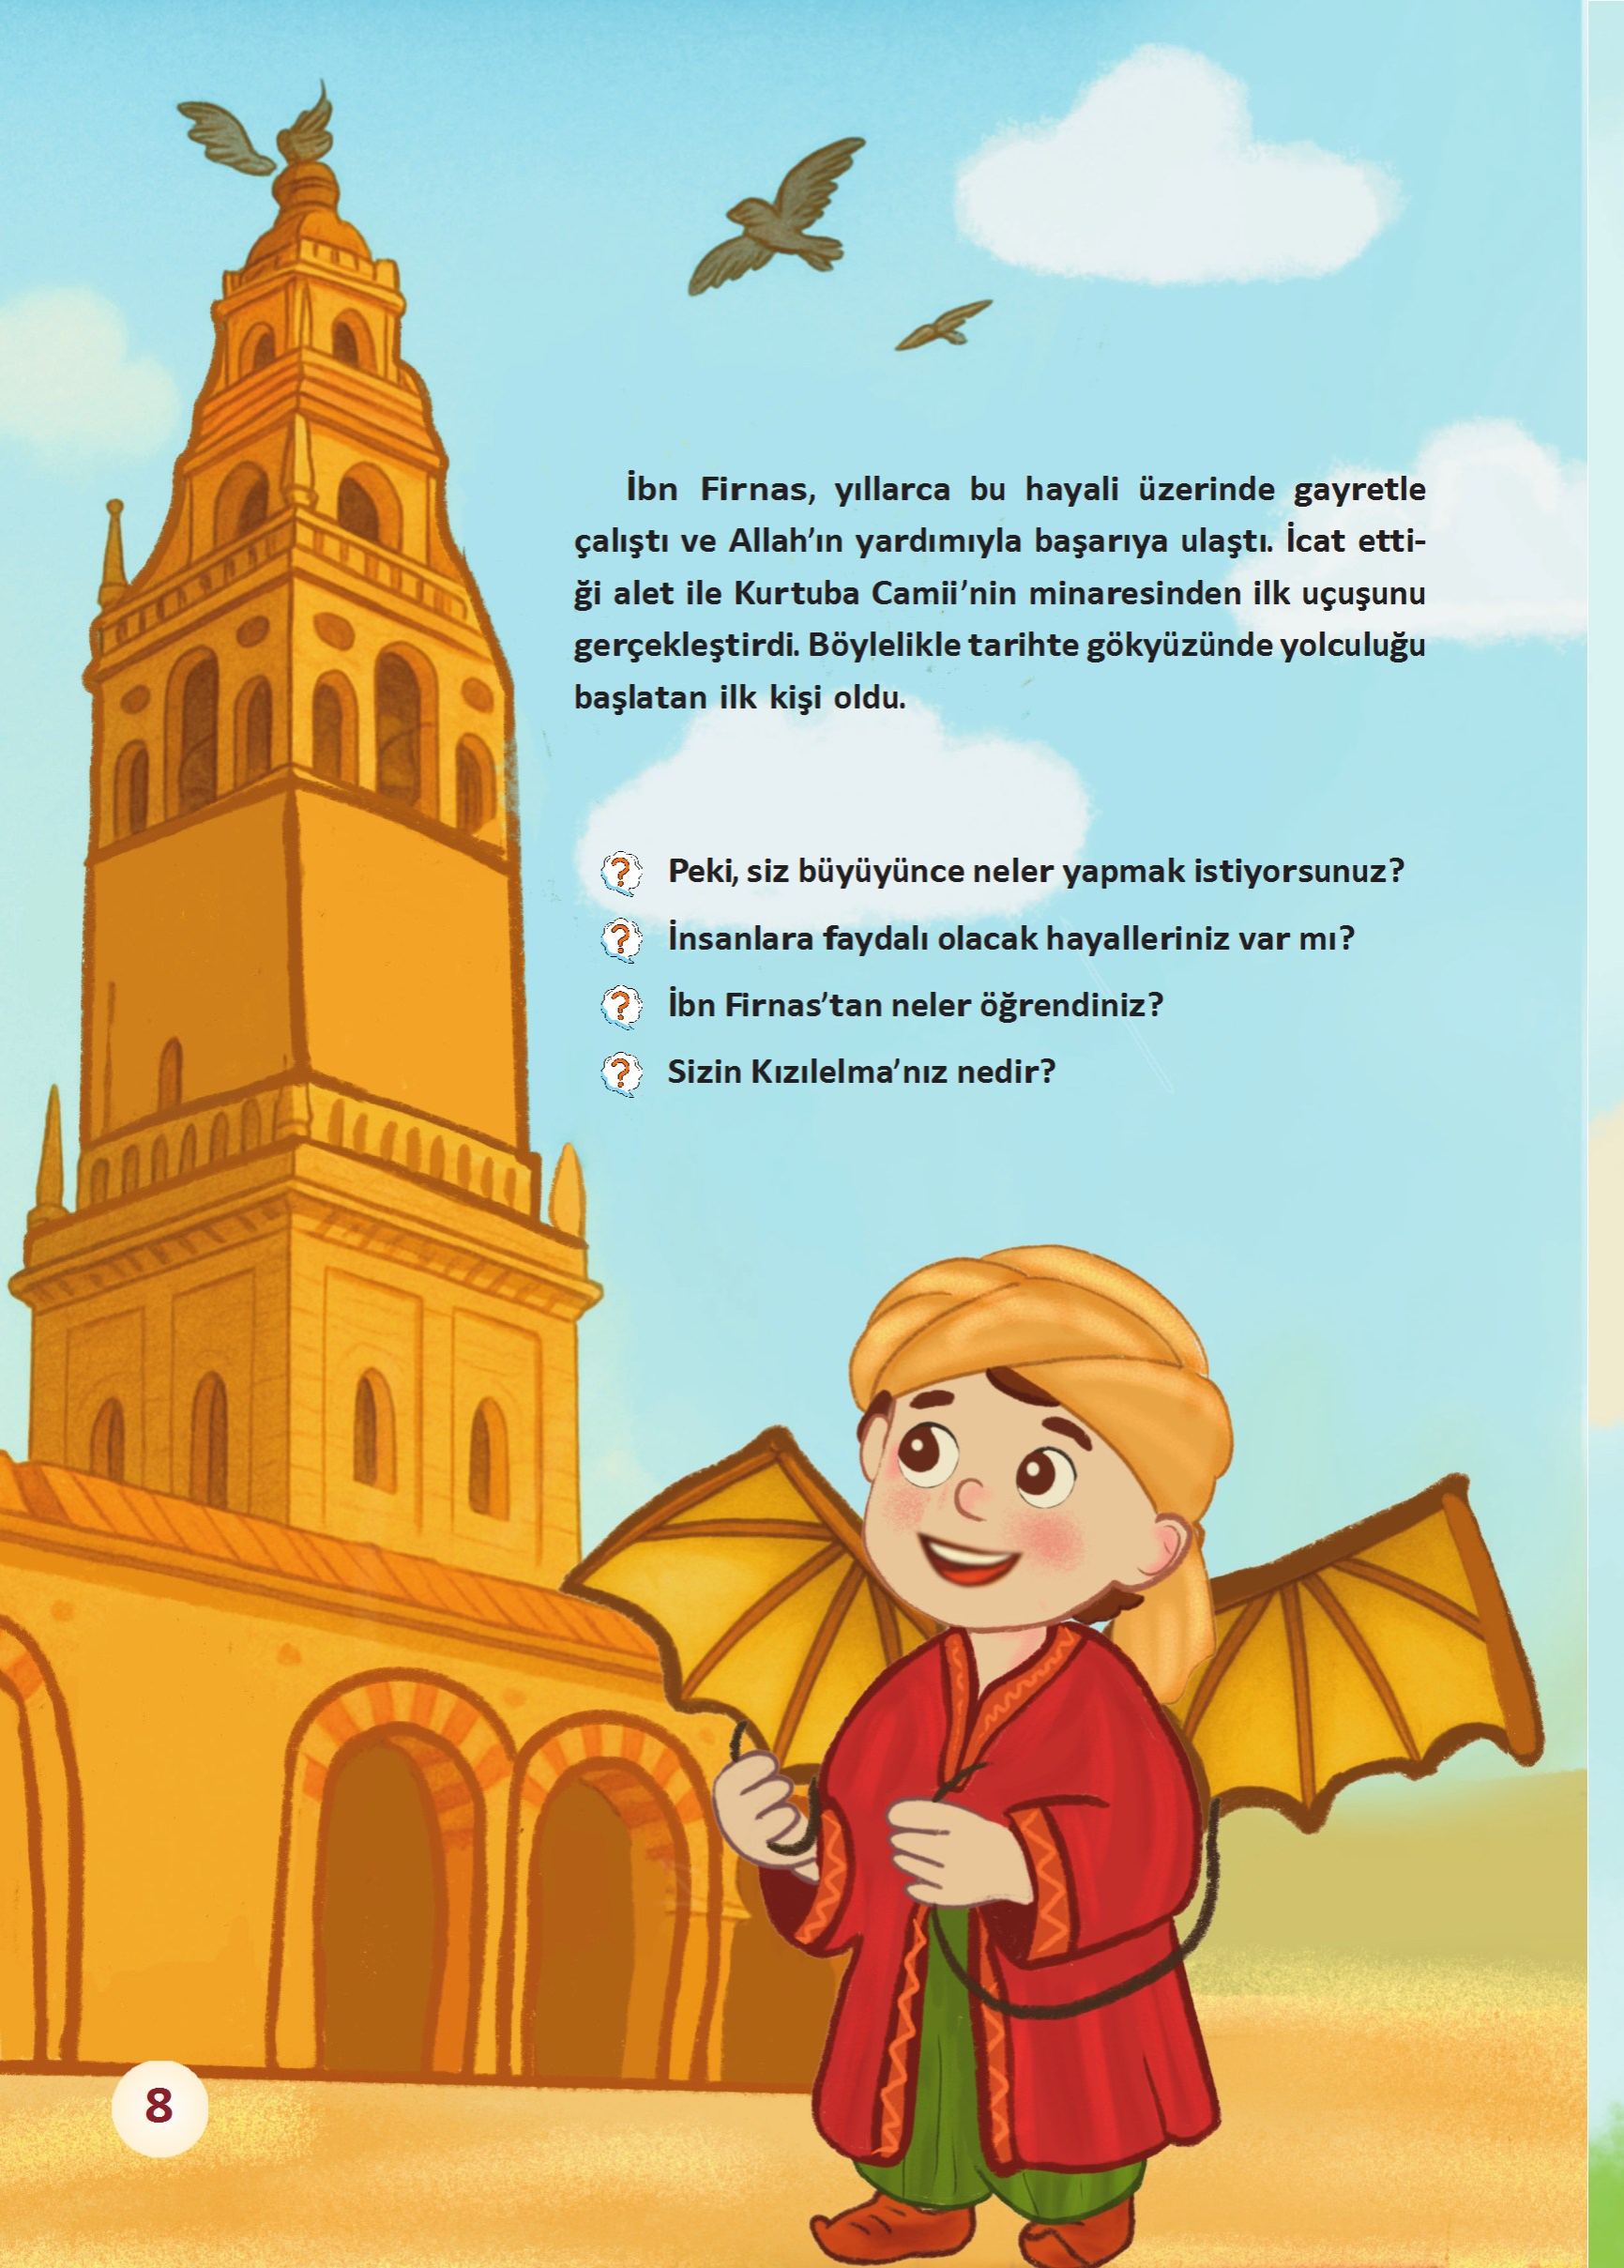 İbn Firnas, yıllarca bu hayali üzerinde gayretle
çalıştı ve Allah’ın yardımıyla başarıya ulaştı. İcat etti-
ği alet ile Kurtuba Camii’nin minaresinden ilk uçuşunu
gerçekleştirdi. Böylelikle tarihte gökyüzünde yolculuğu
başlatan ilk kişi oldu.
? Peki, siz büyüyünce neler yapmak istiyorsunuz?
? İnsanlara faydalı olacak hayalleriniz var mı?
? İbn Firnas’tan neler öğrendiniz?
? Sizin Kızılelma’nız nedir?
8